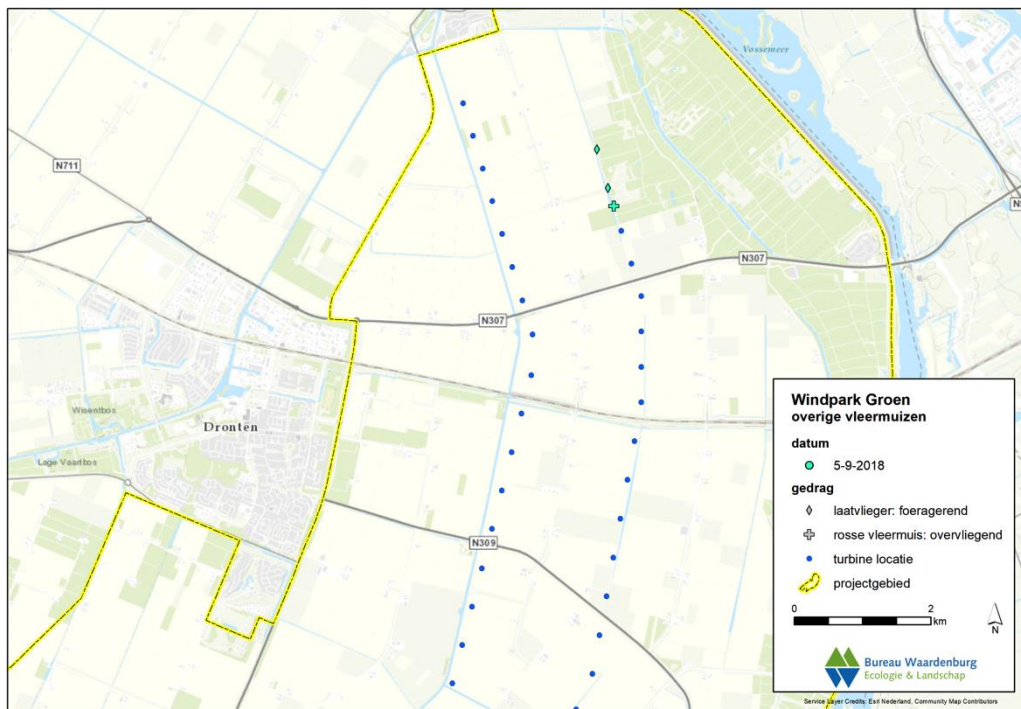 Vossemeer
N711
N307
N307
Wisentbos
Dronten
Lage Vaartbos
N309
Windpark Groen
overige vleermuizen
datum
5-9-2018
gedrag
laatvlieger: foeragerend
rosse vleermuis: overvliegend
turbine locatie
projectgebied
0 2
km
N
Bureau Waardenburg
Ecologie & Landschap
Service Layer Credits: Esri Nederland, Community Map Contributors